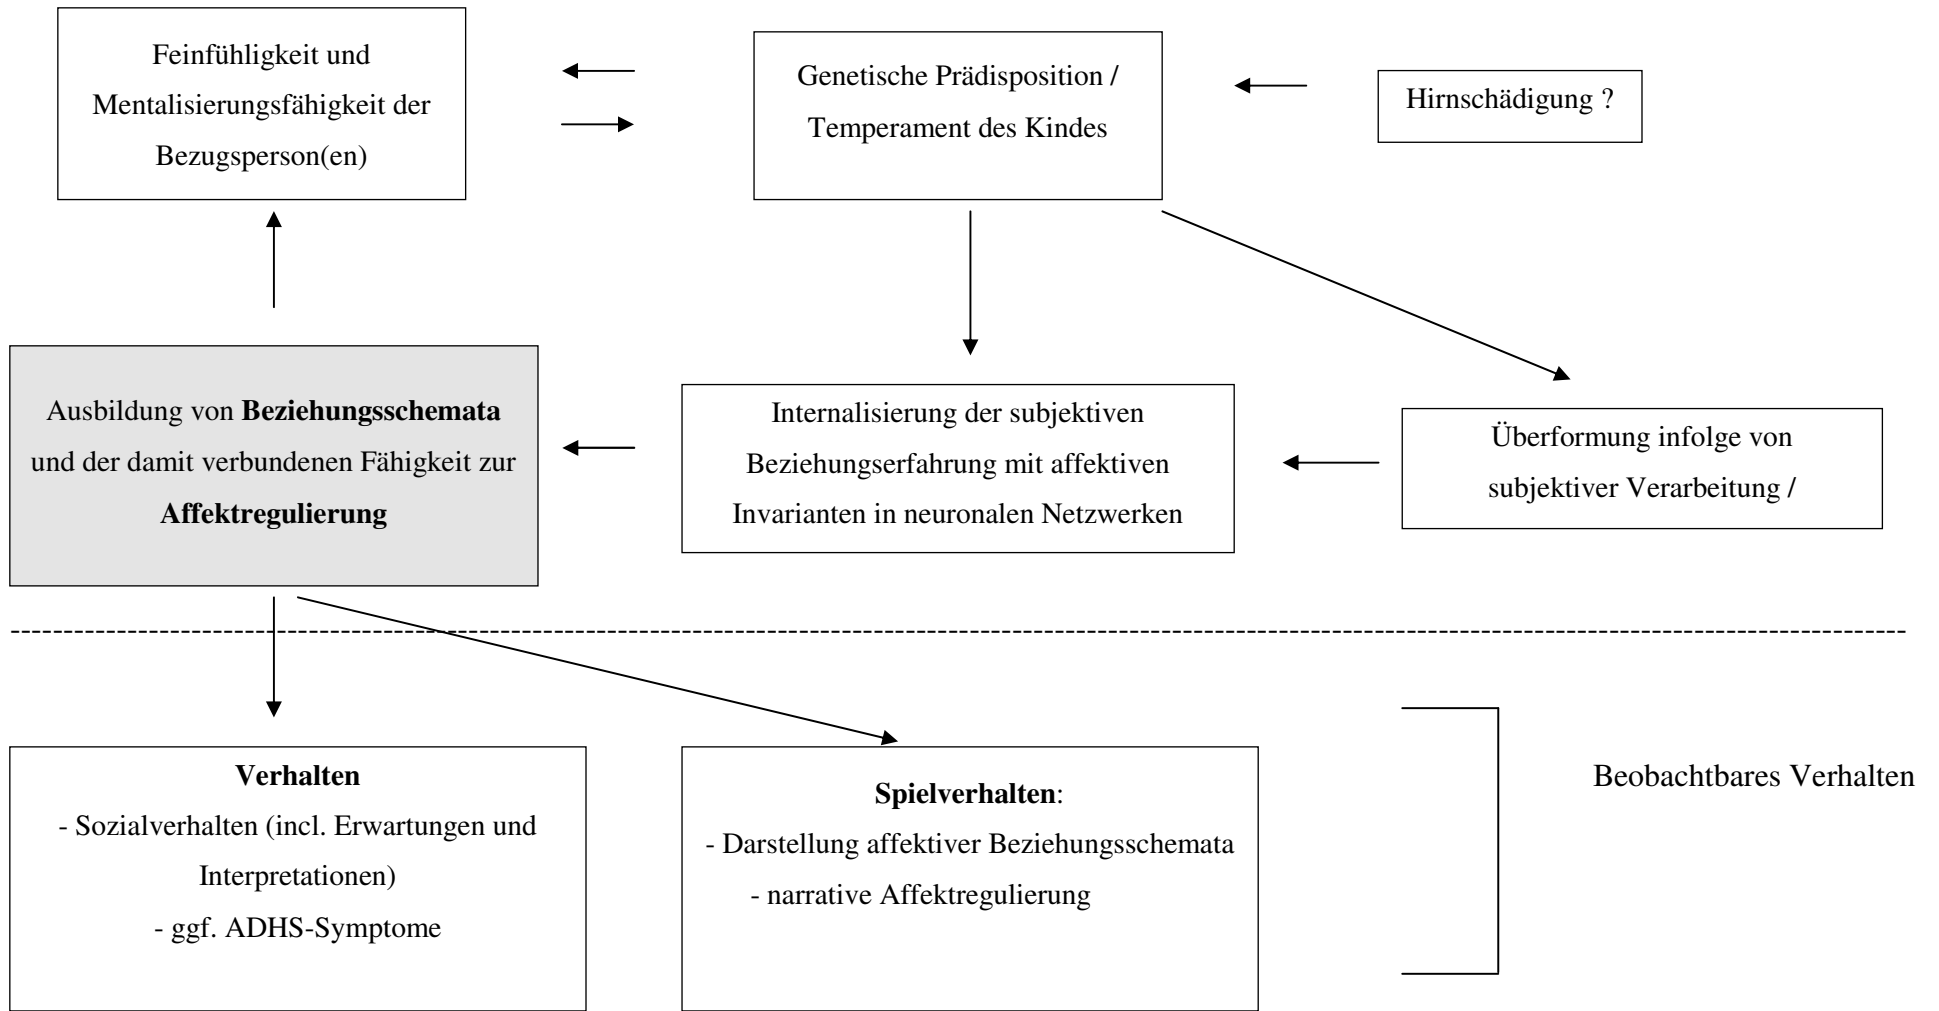 Feinfühligkeit und
Mentalisierungsfähigkeit der
Bezugsperson(en)
Genetische Prädisposition /
Temperament des Kindes
Hirnschädigung ?
Ausbildung von Beziehungsschemata
und der damit verbundenen Fähigkeit zur
Affektregulierung
Internalisierung der subjektiven
Beziehungserfahrung mit affektiven
Invarianten in neuronalen Netzwerken
Überformung infolge von
subjektiver Verarbeitung /
Verhalten
- Sozialverhalten (incl. Erwartungen und
Interpretationen)
- ggf. ADHS-Symptome
Spielverhalten:
- Darstellung affektiver Beziehungsschemata
- narrative Affektregulierung
Beobachtbares Verhalten